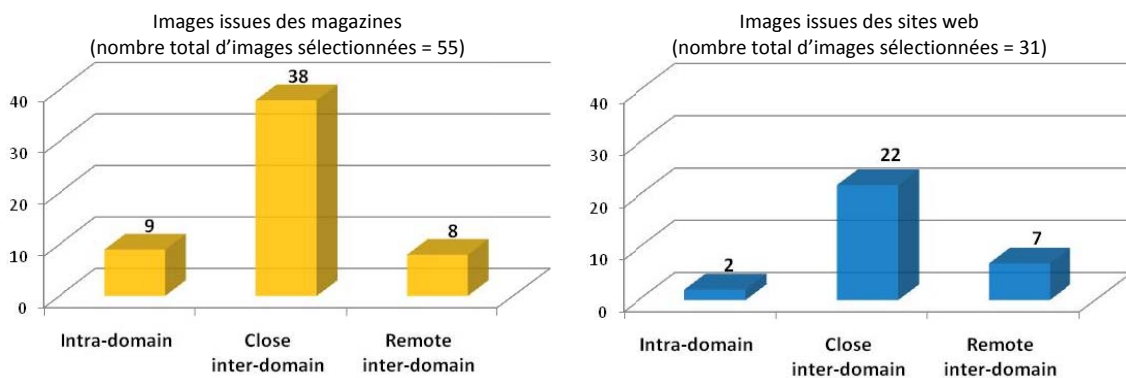 Images issues des magazines
(nombre total d’images sélectionnées = 55)
40
30
20
10
0
9
38
8
Intra-domain
Close
inter-domain
Remote
inter-domain
Images issues des sites web
(nombre total d’images sélectionnées = 31)
40
30
20
10
0
2
22
7
Intra-domain
Close
inter-domain
Remote
inter-domain